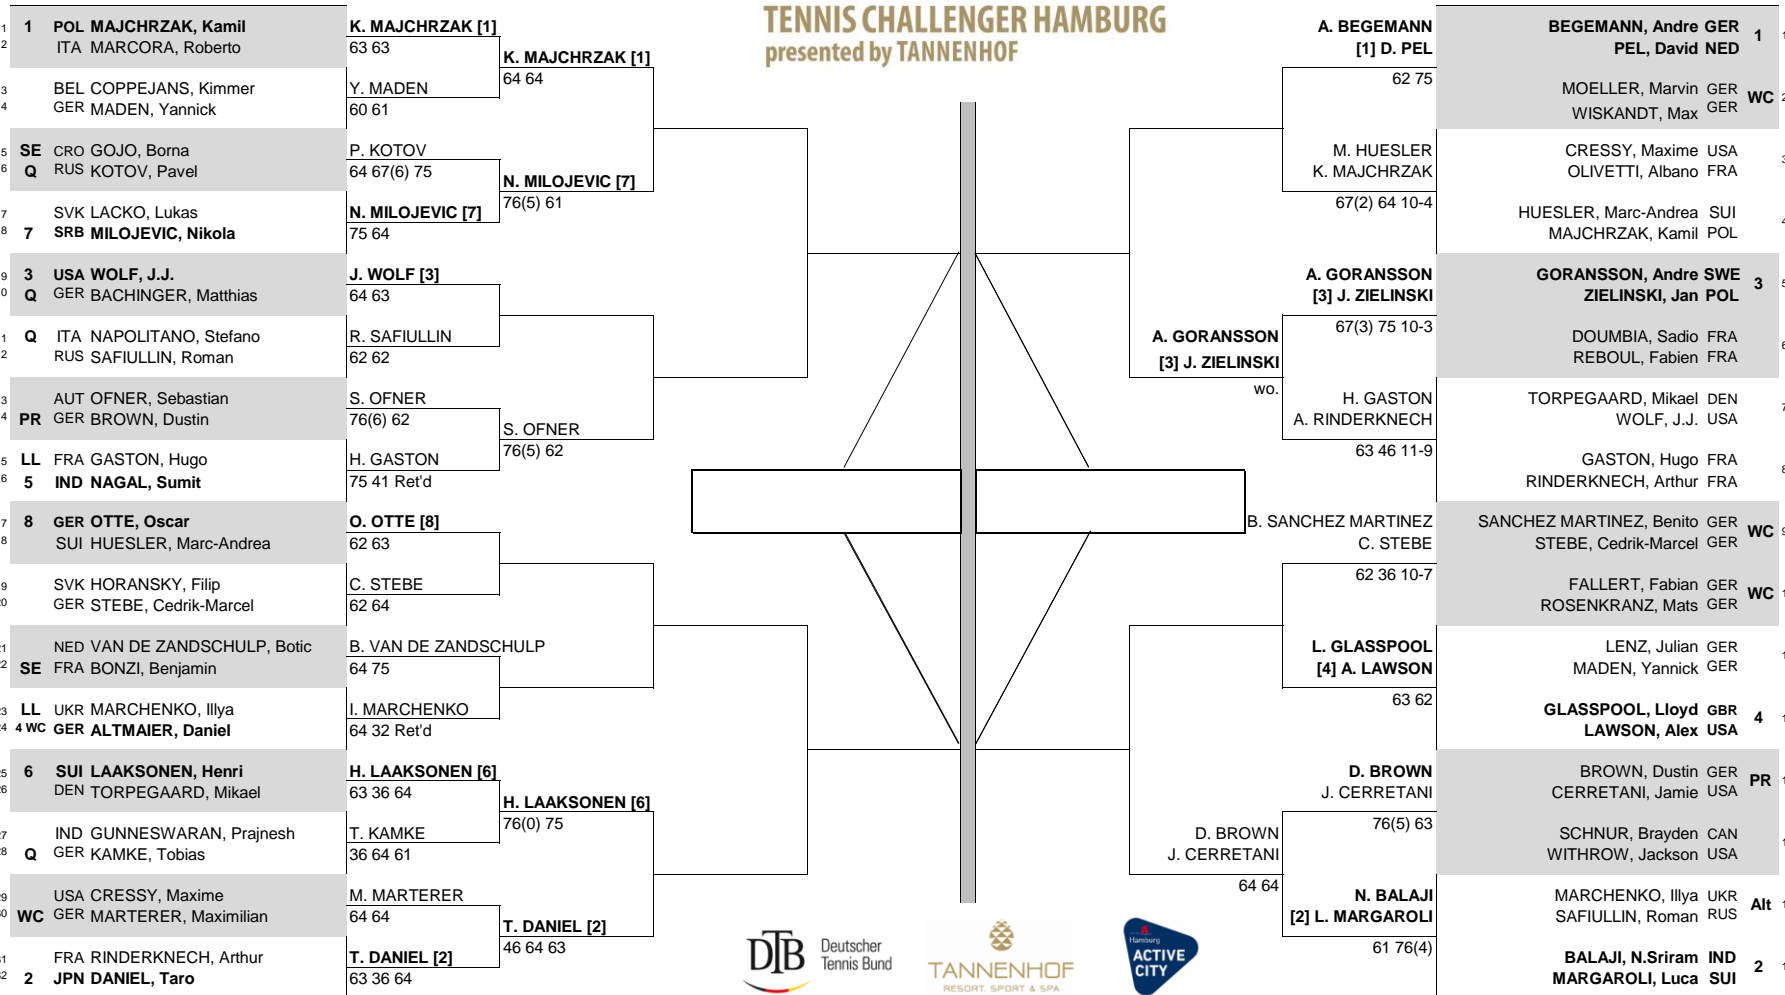 TENNIS CHALLENGER HAMBURG
presented by TANNENHOF
1 POL MAJCHRZAK, Kamil
ITA MARCORA, Roberto
BEL COPPEJANS, Kimmer
GER MADEN, Yannick
SE CRO GOJO, Borna
Q RUS KOTOV, Pavel
SVK LACKO, Lukas
7 SRB MILOJEVIC, Nikola
3 USA WOLF, J.J.
Q GER BACHINGER, Matthias
Q ITA NAPOLITANO, Stefano
RUS SAFIULLIN, Roman
AUT OFNER, Sebastian
PR GER BROWN, Dustin
LL FRA GASTON, Hugo
5 IND NAGAL, Sumit
8 GER OTTE, Oscar
SUI HUESLER, Marc-Andrea
SVK HORANSKY, Filip
GER STEBE, Cedrik-Marcel
NED VAN DE ZANDSCHULP, Botic
SE FRA BONZI, Benjamin
LL UKR MARCHENKO, Illya
4 WC GER ALTMAIER, Daniel
6 SUI LAAKSONEN, Henri
DEN TORPEGAARD, Mikael
IND GUNNESWARAN, Prajnesh
Q GER KAMKE, Tobias
USA CRESSY, Maxime
WC GER MARTERER, Maximilian
FRA RINDERKNECH, Arthur
2 JPN DANIEL, Taro
K. MAJCHRZAK [1]
63 63
Y. MADEN
60 61
P. KOTOV
64 67(6) 75
N. MILOJEVIC [7]
75 64
J. WOLF [3]
64 63
R. SAFIULLIN
62 62
S. OFNER
76(6) 62
H. GASTON
75 41 Ret'd
O. OTTE [8]
62 63
C. STEBE
62 64
B. VAN DE ZANDSCHULP
64 75
I. MARCHENKO
64 32 Ret'd
H. LAAKSONEN [6]
63 36 64
T. KAMKE
36 64 61
M. MARTERER
64 64
T. DANIEL [2]
63 36 64
K. MAJCHRZAK [1]
64 64
N. MILOJEVIC [7]
76(5) 61
S. OFNER
76(5) 62
H. LAAKSONEN [6]
76(0) 75
T. DANIEL [2]
46 64 63
A. GORANSSON
[3] J. ZIELINSKI
wo.
D. BROWN
J. CERRETANI
64 64
A. BEGEMANN
[1] D. PEL
62 75
M. HUESLER
K. MAJCHRZAK
67(2) 64 10-4
A. GORANSSON
[3] J. ZIELINSKI
67(3) 75 10-3
H. GASTON
A. RINDERKNECH
63 46 11-9
B. SANCHEZ MARTINEZ
C. STEBE
62 36 10-7
L. GLASSPOOL
[4] A. LAWSON
63 62
D. BROWN
J. CERRETANI
76(5) 63
N. BALAJI
[2] L. MARGAROLI
61 76(4)
BEGEMANN, Andre GER 1
PEL, David NED
MOELLER, Marvin GER WC
WISKANDT, Max GER
CRESSY, Maxime USA
OLIVETTI, Albano FRA
HUESLER, Marc-Andrea SUI
MAJCHRZAK, Kamil POL
GORANSSON, Andre SWE 3
ZIELINSKI, Jan POL
DOUMBIA, Sadio FRA
REBOUL, Fabien FRA
TORPEGAARD, Mikael DEN
WOLF, J.J. USA
GASTON, Hugo FRA
RINDERKNECH, Arthur FRA
SANCHEZ MARTINEZ, Benito GER WC
STEBE, Cedrik-Marcel GER
FALLERT, Fabian GER WC
ROSENKRANZ, Mats GER
LENZ, Julian GER
MADEN, Yannick GER
GLASSPOOL, Lloyd GBR 4
LAWSON, Alex USA
BROWN, Dustin GER PR
CERRETANI, Jamie USA
SCHNUR, Brayden CAN
WITHROW, Jackson USA
MARCHENKO, Illya UKR Alt
SAFIULLIN, Roman RUS
BALAJI, N.Sriram IND 2
MARGAROLI, Luca SUI
DTB Deutscher
Tennis Bund
TANNENHOF
RESORT. SPORT & SPA
Hamburg
ACTIVE
CITY